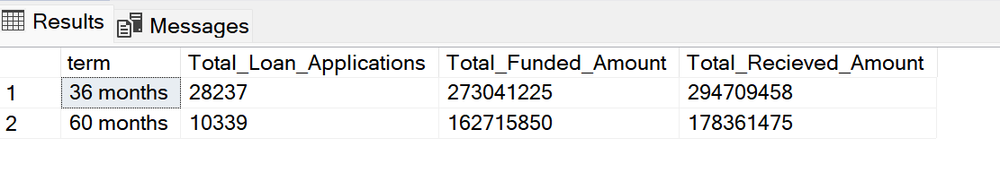 Results Messages
term Total_Loan_Applications Total_Funded_Amount Total_Recieved_Amount
1 36 months 28237 273041225 294709458
2 60 months 10339 162715850 178361475